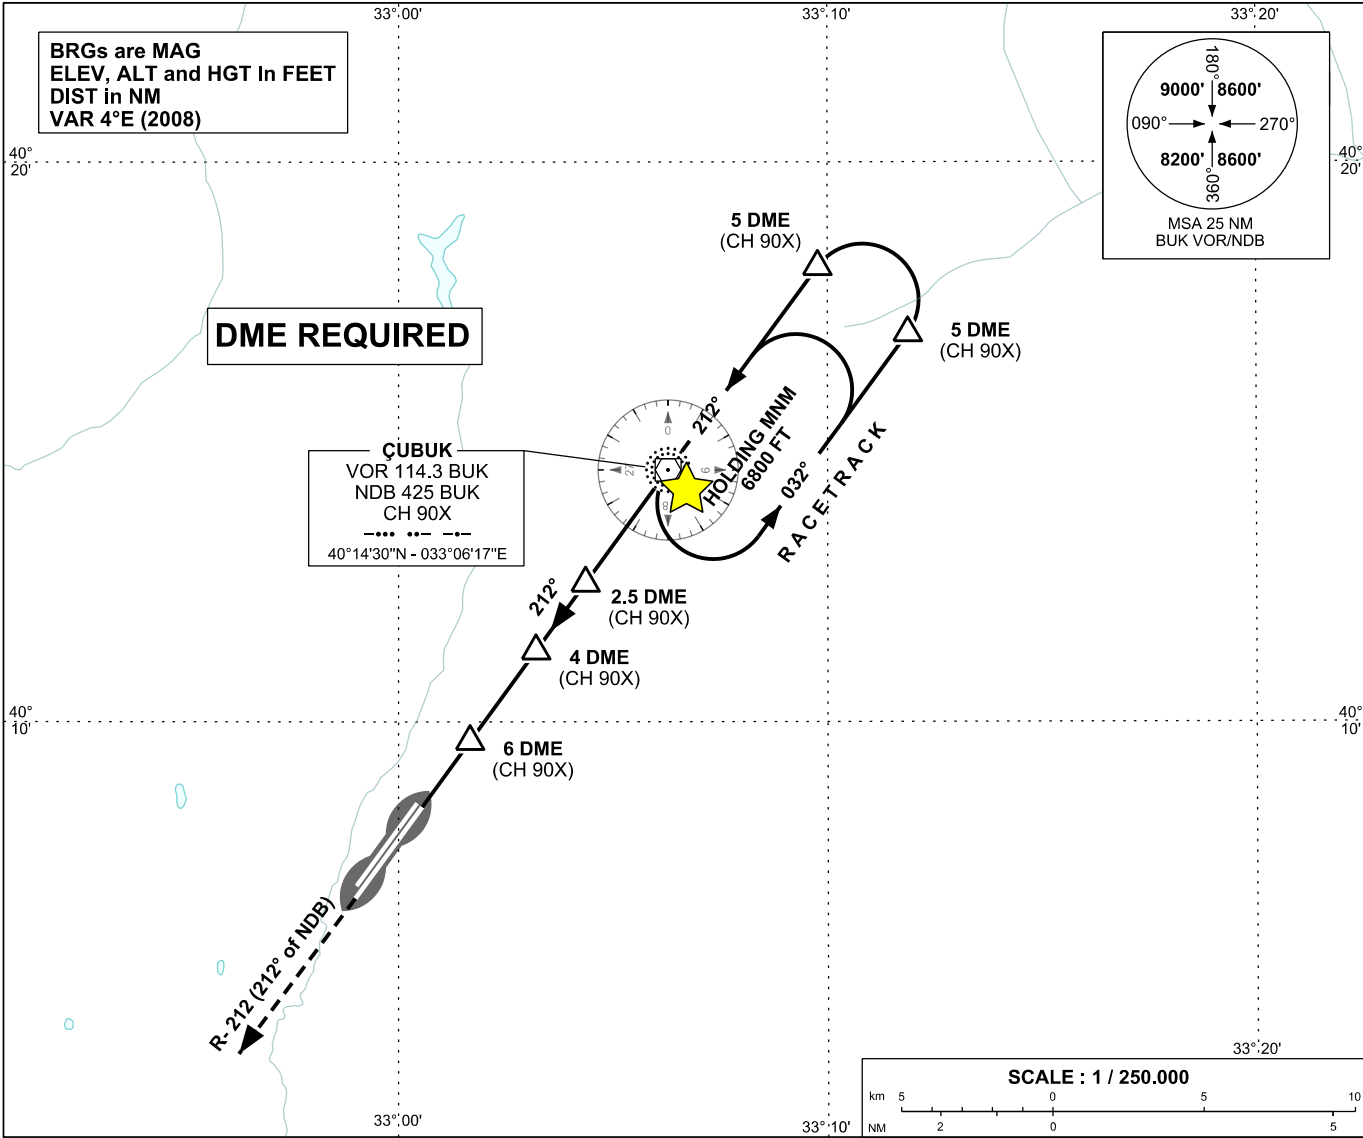 33°00'
33°10'
33°20'
BRGs are MAG
ELEV, ALT and HGT In FEET
DIST in NM
VAR 4°E (2008)
180°
9000' 8600'
090° 270°
8200' 8600'
360°
MSA 25 NM
BUK VOR/NDB
40°
20'
40°
20'
5 DME
(CH 90X)
5 DME
(CH 90X)
DME REQUIRED
212°
HOLDING MNM
6800 FT
032°
RACETRACK
0
27
9
8
ÇUBUK
VOR 114.3 BUK
NDB 425 BUK
CH 90X
40°14'30"N - 033°06'17"E
212°
2.5 DME
(CH 90X)
4 DME
(CH 90X)
40°
10'
40°
10'
6 DME
(CH 90X)
R- 212 (212° of NDB)
33°00'
33°10'
33°20'
SCALE : 1 / 250.000
km 5 0 5 10
NM 2 0 5